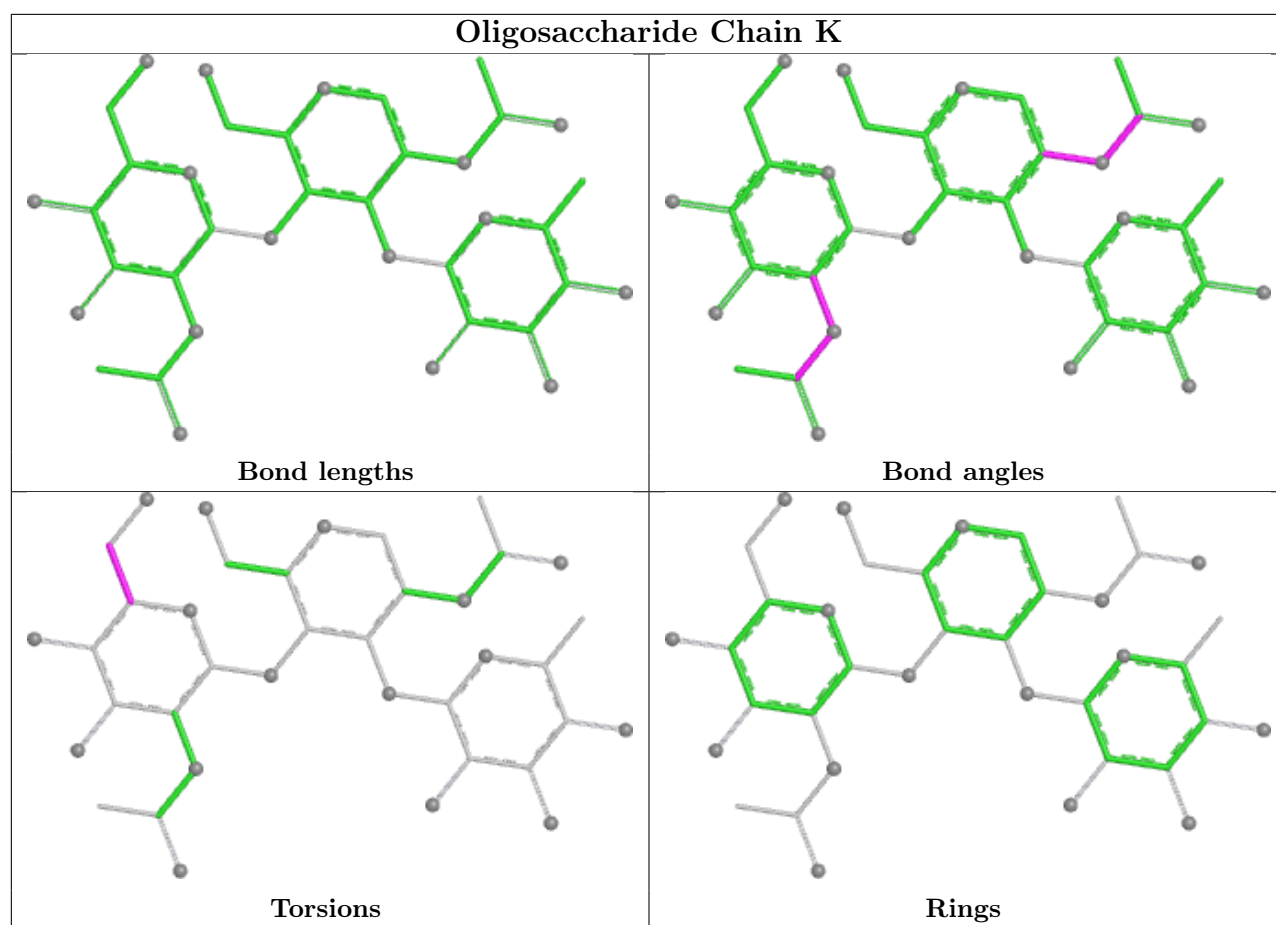 Oligosaccharide Chain K
Bond lengths
Bond angles
Torsions
Rings